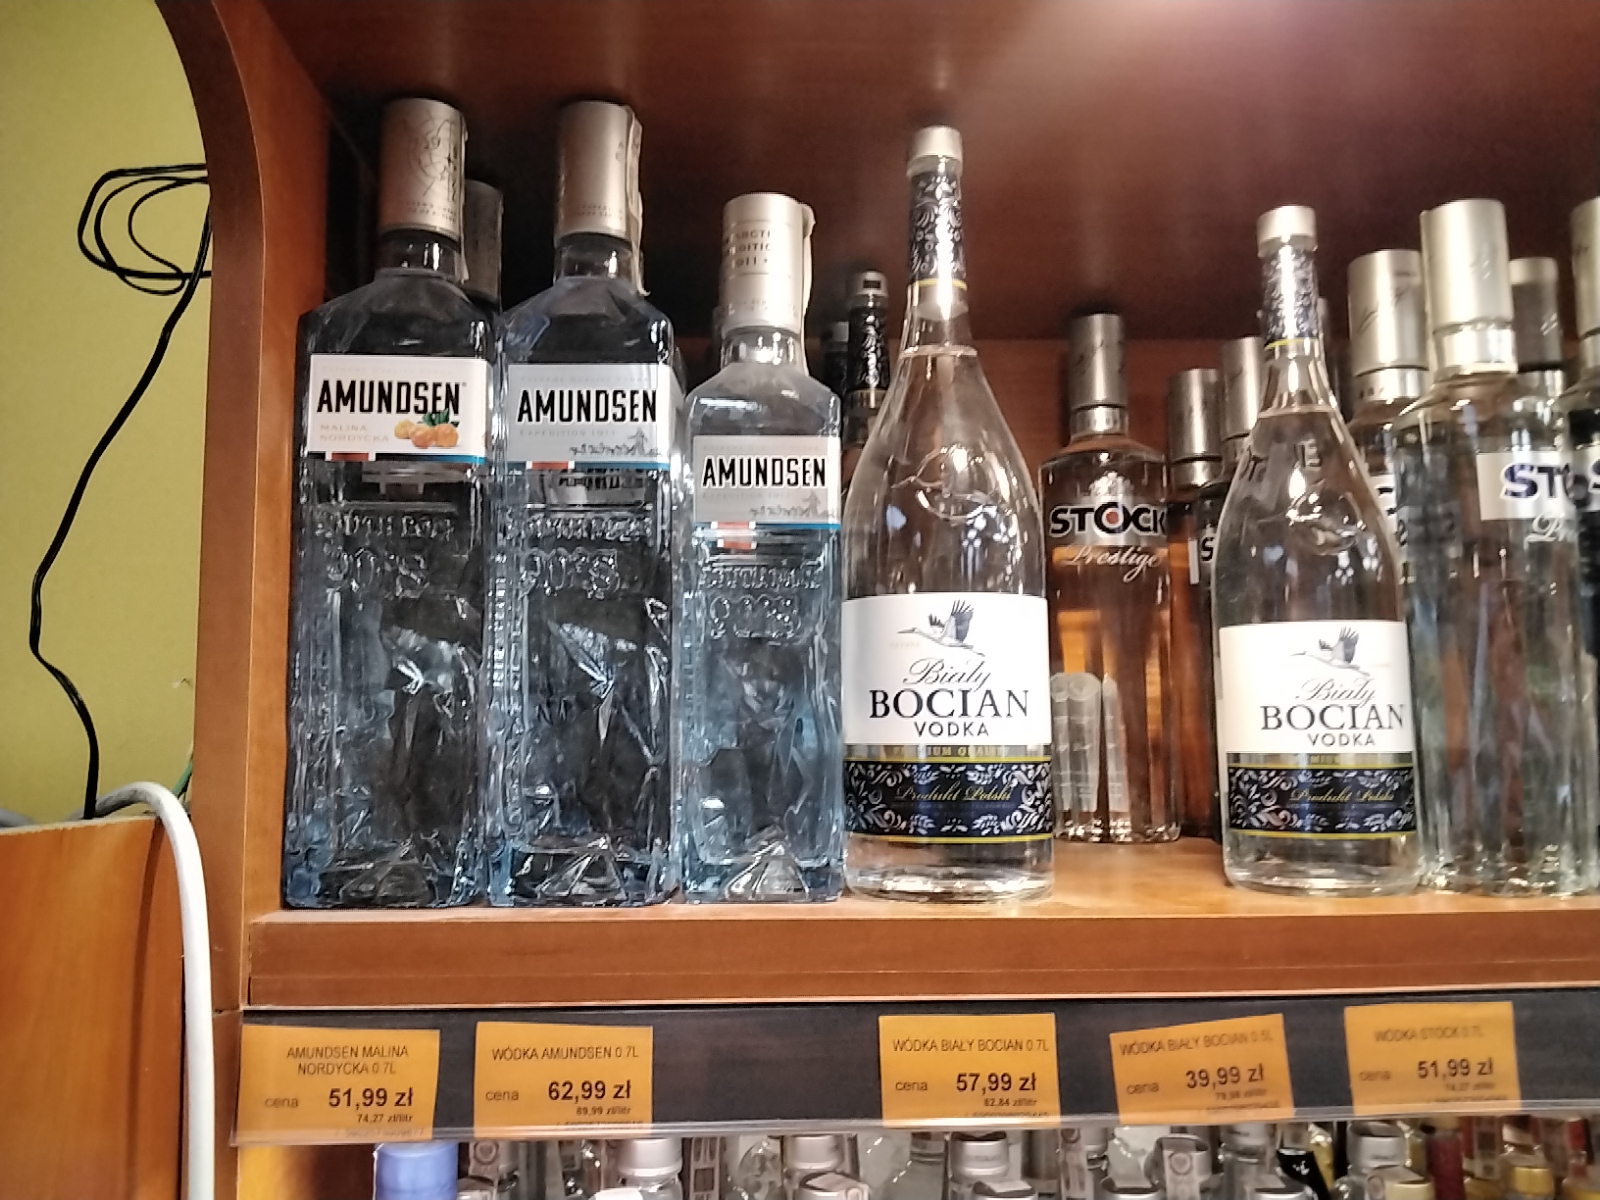 AMUNDSEN
MALINA
NORDYCKA
AMUNDSEN
EXPEDITION 1911
AMUNDSEN
EXPEDITION 1911
Biały
BOCIAN
VODKA
Produkt Polski
STOCK
Prestige
Biały
BOCIAN
VODKA
Produkt Polski
AMUNDSEN MALINA
NORDYCKA 0.7L
cena 51,99 zł
74,27 zł/litr
WÓDKA AMUNDSEN 0.7L
cena 62,99 zł
89,99 zł/litr
WÓDKA BIAŁY BOCIAN 0.7L
cena 57,99 zł
82,84 zł/litr
WÓDKA BIAŁY BOCIAN 0.5L
cena 39,99 zł
79,98 zł/litr
WÓDKA STOCK 0.7L
cena 51,99 zł
74,27 zł/litr